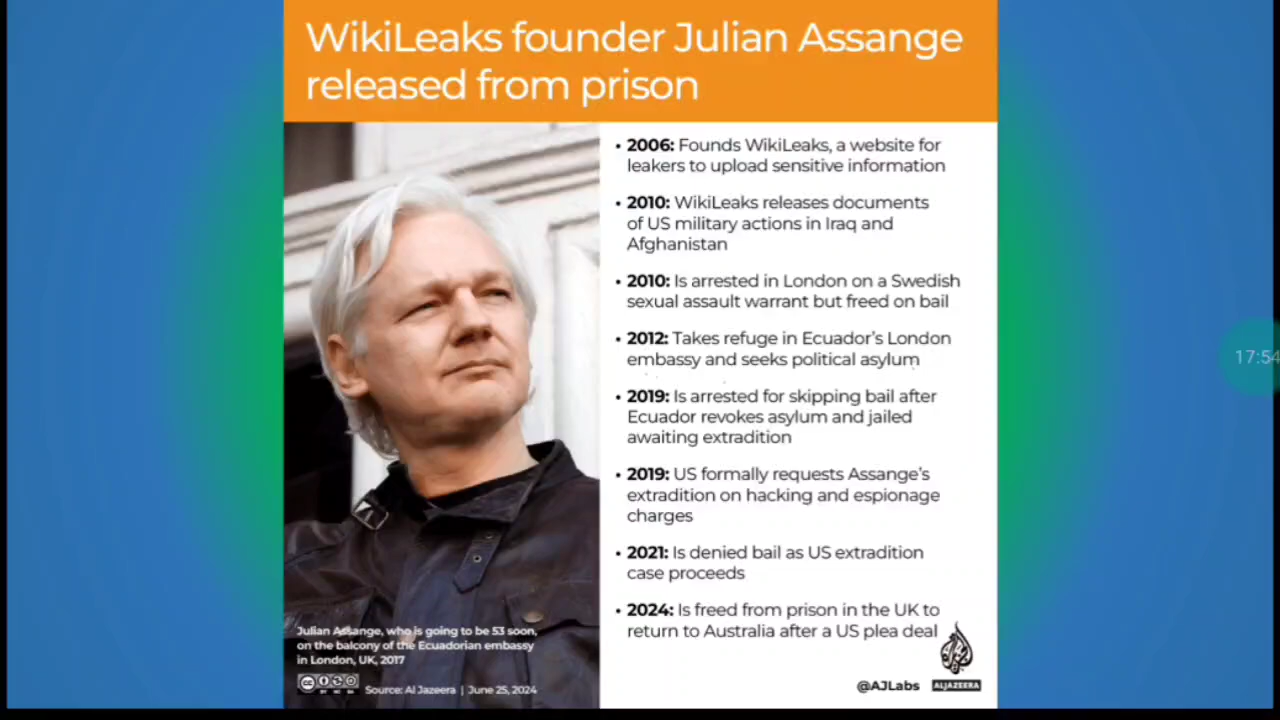 WikiLeaks founder Julian Assange
released from prison
• 2006: Founds WikiLeaks, a website for
leakers to upload sensitive information
• 2010: WikiLeaks releases documents
of US military actions in Iraq and
Afghanistan
• 2010: Is arrested in London on a Swedish
sexual assault warrant but freed on bail
• 2012: Takes refuge in Ecuador's London
embassy and seeks political asylum
• 2019: Is arrested for skipping bail after
Ecuador revokes asylum and jailed
awaiting extradition
• 2019: US formally requests Assange's
extradition on hacking and espionage
charges
• 2021: Is denied bail as US extradition
case proceeds
• 2024: Is freed from prison in the UK to
return to Australia after a US plea deal
Julian Assange, who is going to be 53 soon,
on the balcony of the Ecuadorian embassy
in London, UK, 2017
Source: Al Jazeera | June 25, 2024
@AJLabs
ALJAZEERA
17:54